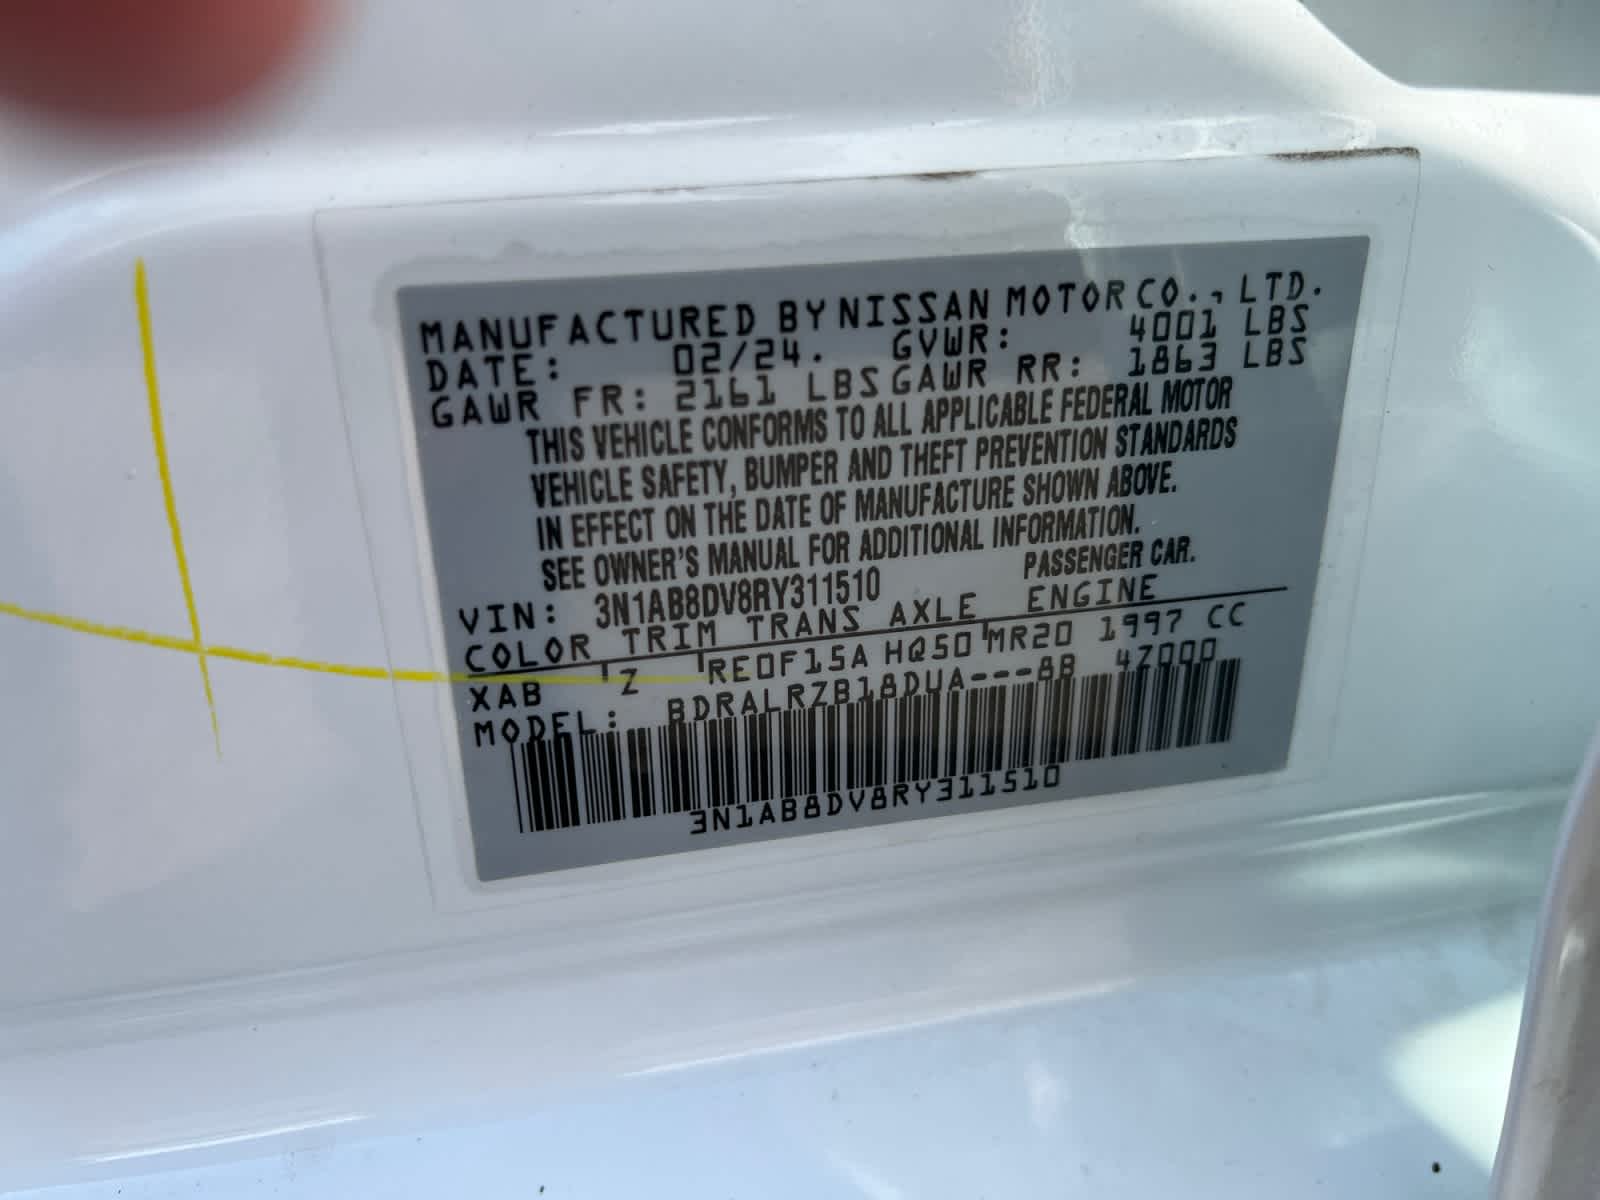 MANUFACTURED BY NISSAN MOTOR CO., LTD.
DATE: 02/24. GVWR: 4001 LBS
GAWR FR: 2161 LBS GAWR RR: 1863 LBS
THIS VEHICLE CONFORMS TO ALL APPLICABLE FEDERAL MOTOR
VEHICLE SAFETY, BUMPER AND THEFT PREVENTION STANDARDS
IN EFFECT ON THE DATE OF MANUFACTURE SHOWN ABOVE.
SEE OWNER'S MANUAL FOR ADDITIONAL INFORMATION.
VIN: 3N1AB8DV8RY311510 PASSENGER CAR.
COLOR TRIM TRANS AXLE ENGINE
XAB Z RE0F15A HQ50 MR20 1997 CC
MODEL: BDRALRZB18DUA---8B 4Z000
3N1AB8DV8RY311510